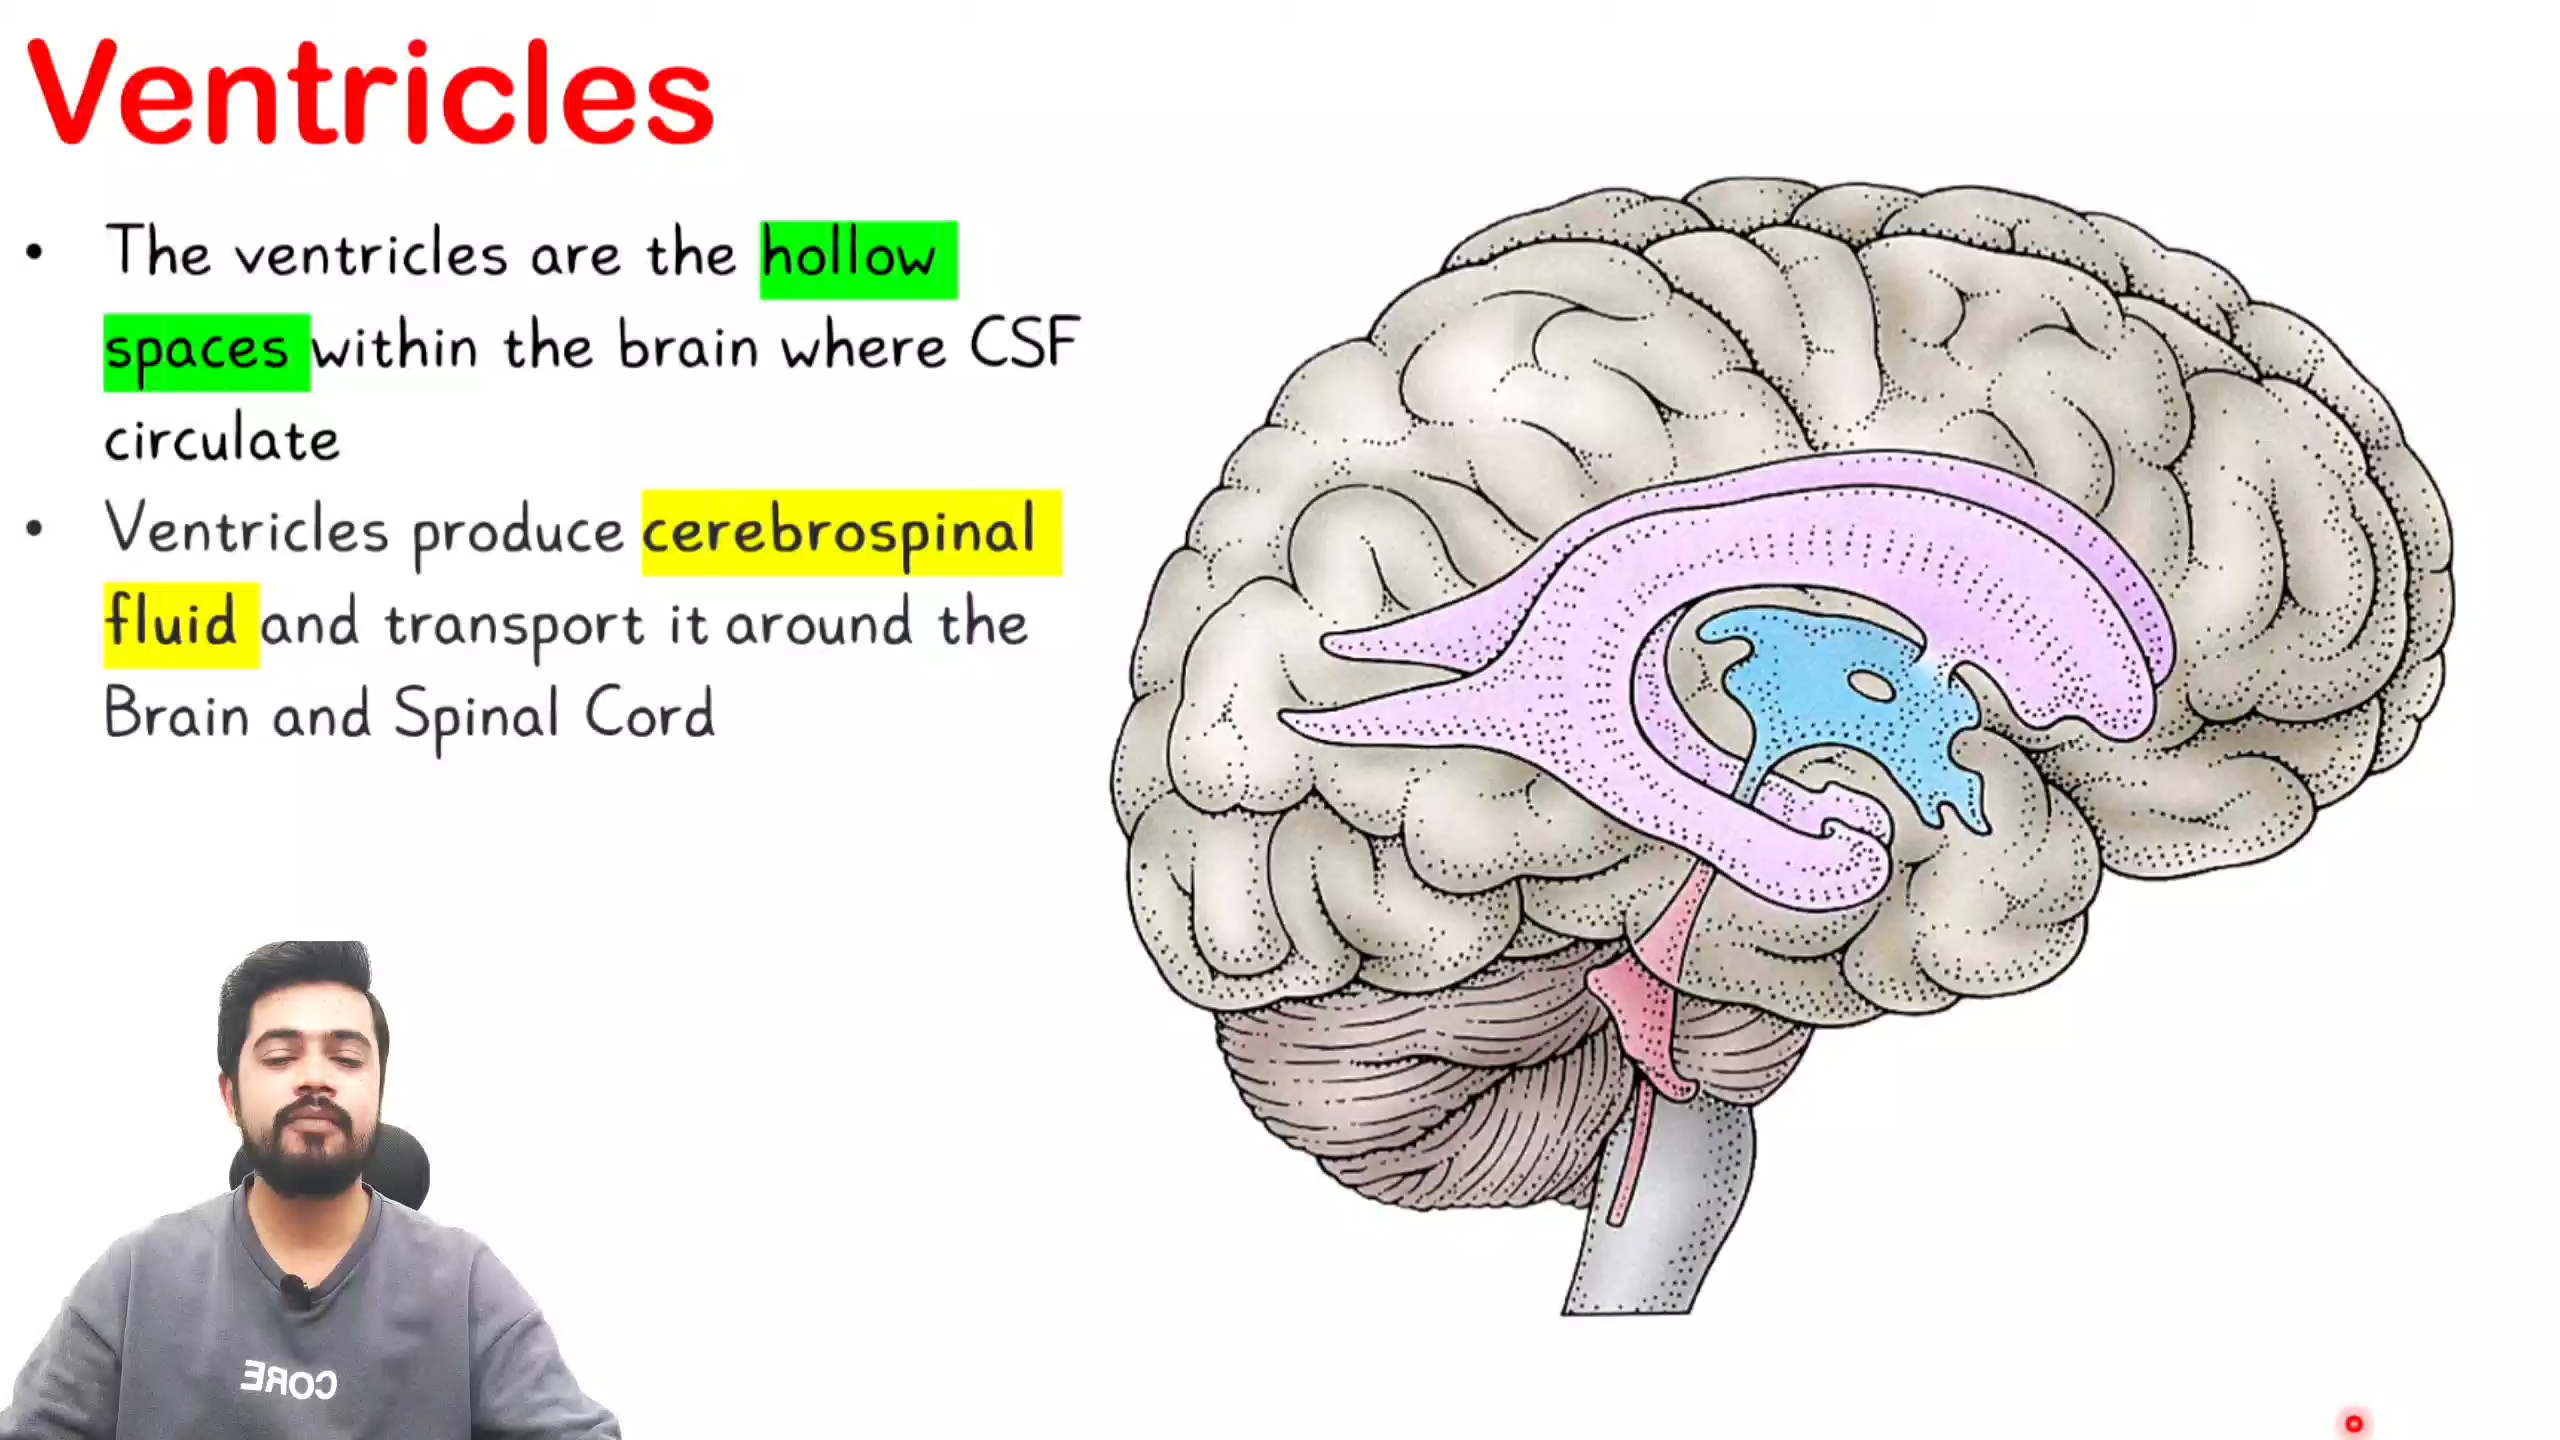 Ventricles
• The ventricles are the hollow
spaces within the brain where CSF
circulate
• Ventricles produce cerebrospinal
fluid and transport it around the
Brain and Spinal Cord
CORE